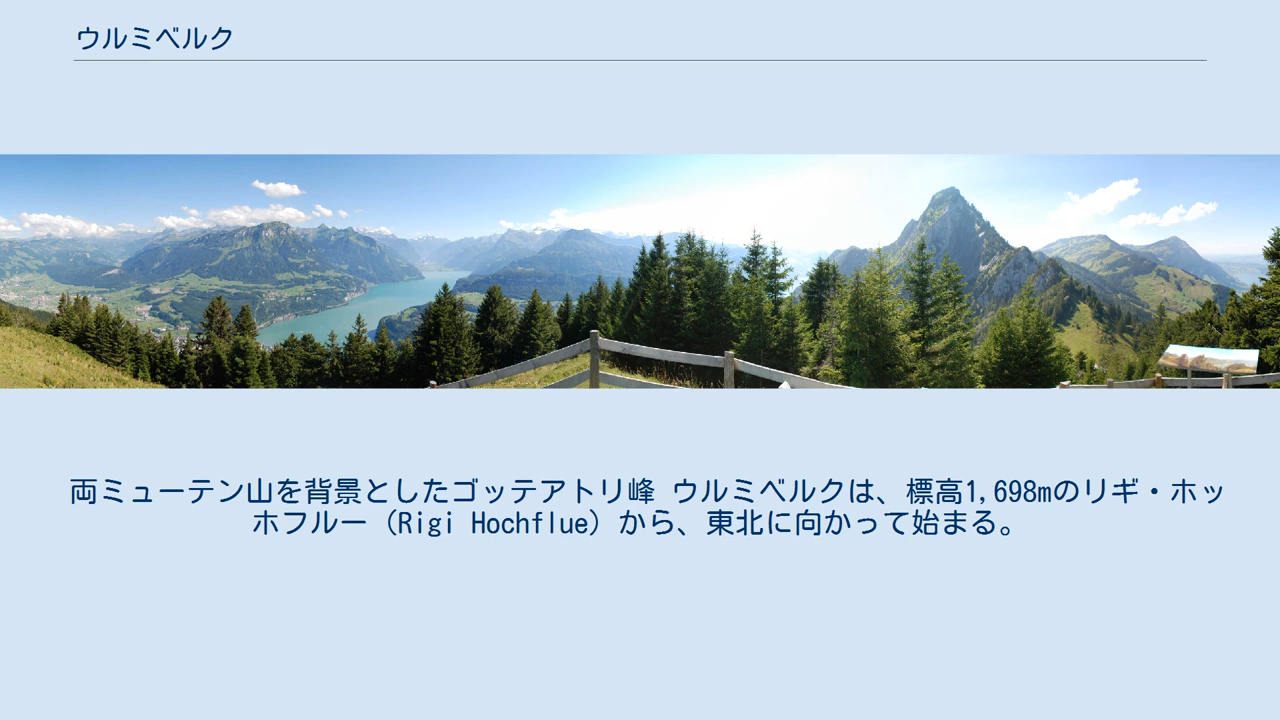 ウルミベルク
両ミューテン山を背景としたゴッテアトリ峰 ウルミベルクは、標高1,698mのリギ・ホッ
ホフルー (Rigi Hochflue) から、東北に向かって始まる。